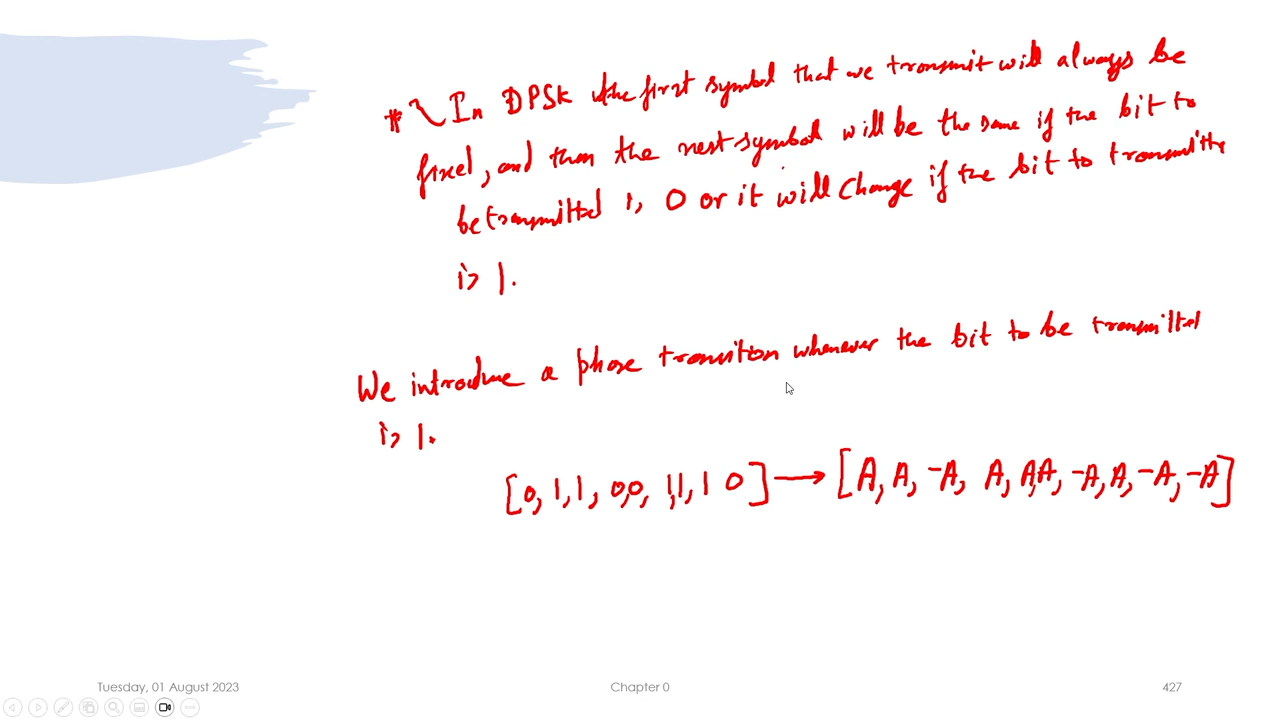 # \ In DPSK the first symbol that we transmit will always be
fixed, and then the next symbol will be the same if the bit to
be transmitted is 0 or it will change if the bit to transmitte
is 1.
We introduce a phase transition whenever the bit to be transmitted
is 1.
[0, 1, 1, 0, 0, 1, 1, 1 0] → [A, A, -A, A, A, A, -A, A, -A, -A]
Tuesday, 01 August 2023 Chapter 0 427